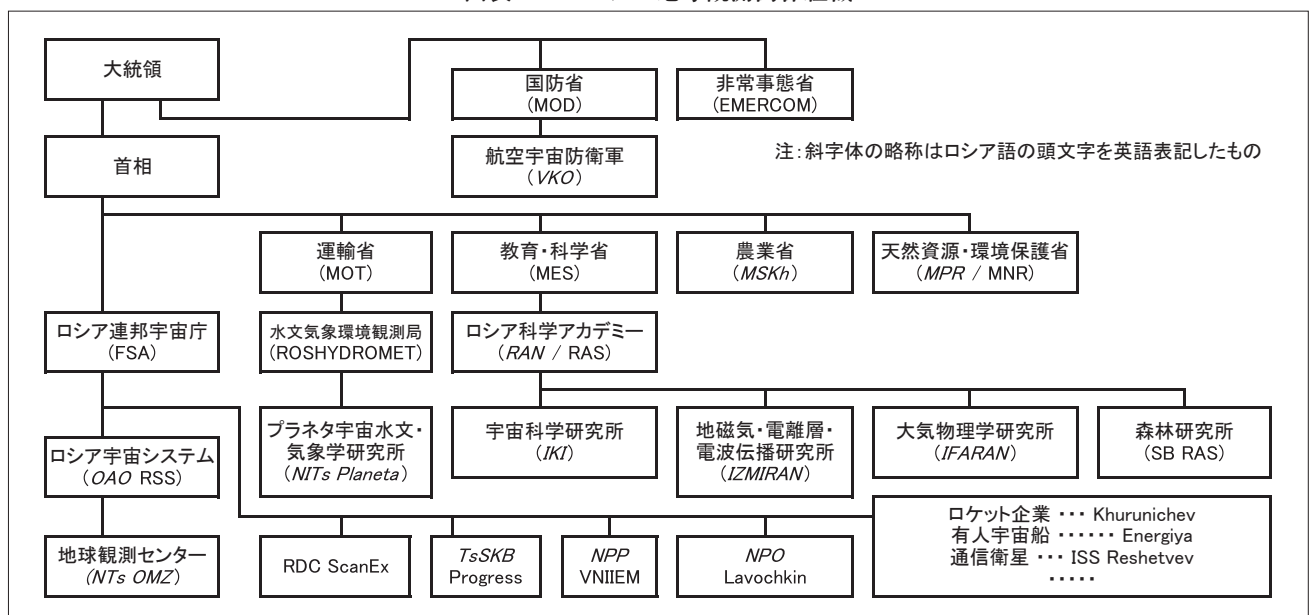 大統領
国防省
(MOD)
非常事態省
(EMERCOM)
首相
航空宇宙防衛軍
(VKO)
注:斜字体の略称はロシア語の頭文字を英語表記したもの
運輸省
(MOT)
教育・科学省
(MES)
農業省
(MSKh)
天然資源・環境保護省
(MPR / MNR)
ロシア連邦宇宙庁
(FSA)
水文気象環境観測局
(ROSHYDROMET)
ロシア科学アカデミー
(RAN / RAS)
ロシア宇宙システム
(OAO RSS)
プラネタ宇宙水文・
気象学研究所
(NITs Planeta)
宇宙科学研究所
(IKI)
地磁気・電離層・
電波伝播研究所
(IZMIRAN)
大気物理学研究所
(IFARAN)
森林研究所
(SB RAS)
地球観測センター
(NTs OMZ)
RDC ScanEx
TsSKB
Progress
NPP
VNIIEM
NPO
Lavochkin
ロケット企業 ・・・ Khurunichev
有人宇宙船 ・・・・・・ Energiya
通信衛星 ・・・ ISS Reshetvev
・・・・・